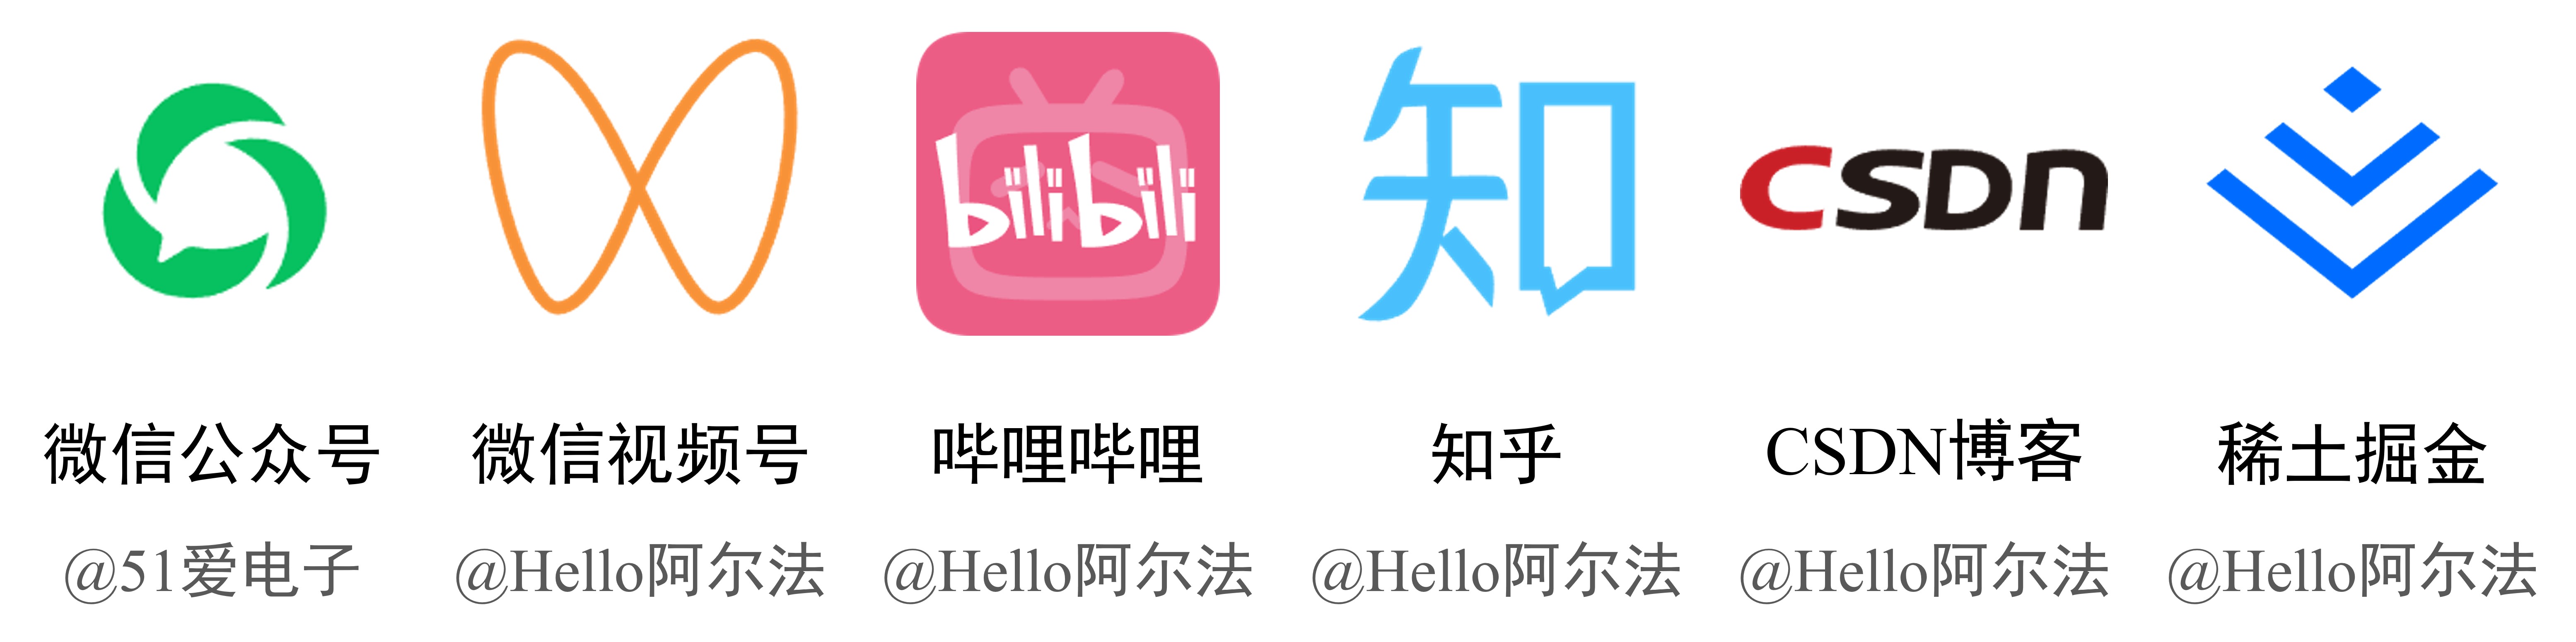 bilibili
知
CSDN
微信公众号
微信视频号
哔哩哔哩
知乎
CSDN博客
稀土掘金
@51爱电子
@Hello阿尔法
@Hello阿尔法
@Hello阿尔法
@Hello阿尔法
@Hello阿尔法